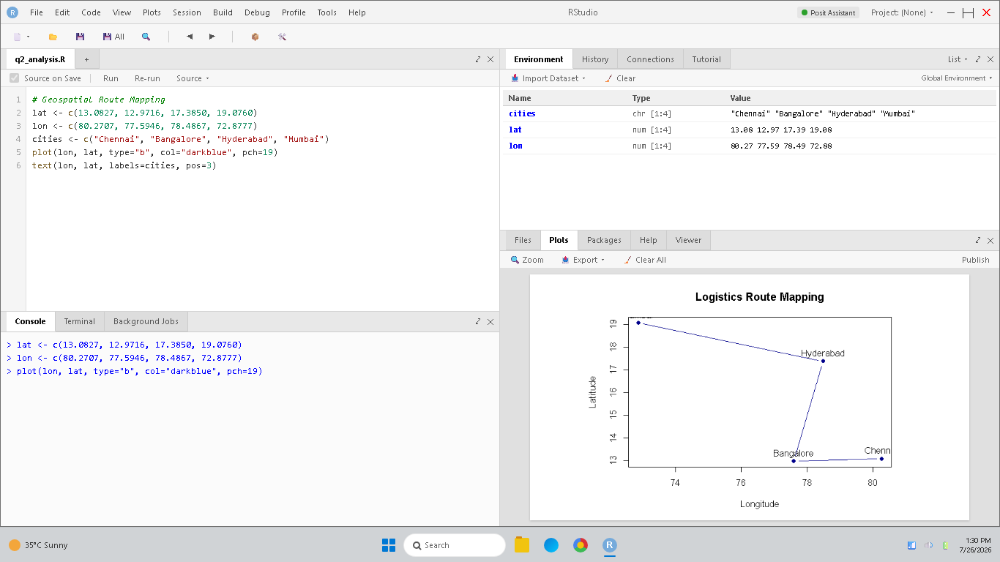 R File Edit Code View Plots Session Build Debug Profile Tools Help RStudio Posit Assistant Project: (None)
All
q2_analysis.R +
Source on Save Run Re-run Source
1 # Geospatial Route Mapping
2 lat <- c(13.0827, 12.9716, 17.3850, 19.0760)
3 lon <- c(80.2707, 77.5946, 78.4867, 72.8777)
4 cities <- c("Chennai", "Bangalore", "Hyderabad", "Mumbai")
5 plot(lon, lat, type="b", col="darkblue", pch=19)
6 text(lon, lat, labels=cities, pos=3)
Console Terminal Background Jobs
> lat <- c(13.0827, 12.9716, 17.3850, 19.0760)
> lon <- c(80.2707, 77.5946, 78.4867, 72.8777)
> plot(lon, lat, type="b", col="darkblue", pch=19)
Environment History Connections Tutorial List
Import Dataset Clear Global Environment
Name Type Value
cities chr [1:4] "Chennai" "Bangalore" "Hyderabad" "Mumbai"
lat num [1:4] 13.08 12.97 17.39 19.08
lon num [1:4] 80.27 77.59 78.49 72.88
Files Plots Packages Help Viewer
Zoom Export Clear All Publish
Logistics Route Mapping
19
18
17
16
15
14
13
Latitude
Hyderabad
Bangalore
Chenn
74 76 78 80
Longitude
35°C Sunny
Search
R
1:30 PM
7/26/2026